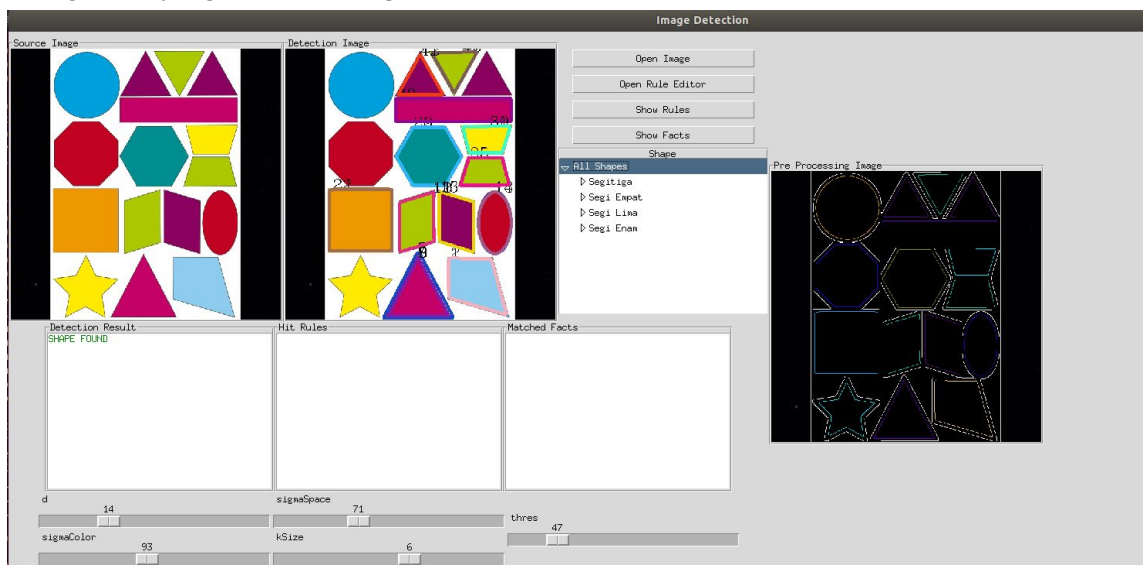 Image Detection
Source Image
Detection Image
Open Image
Open Rule Editor
Show Rules
Show Facts
Shape
All Shapes
Segitiga
Segi Empat
Segi Lima
Segi Enam
Pre Processing Image
Detection Result
SHAPE FOUND
Hit Rules
Matched Facts
d
14
sigmaSpace
71
thres
47
sigmaColor
93
kSize
6